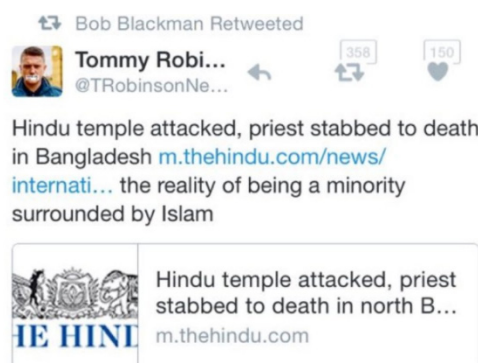 Bob Blackman Retweeted
Tommy Robi...
358
150
@TRobinsonNe...
Hindu temple attacked, priest stabbed to death
in Bangladesh m.thehindu.com/news/
internati... the reality of being a minority
surrounded by Islam
Hindu temple attacked, priest
stabbed to death in north B...
HE HIND
m.thehindu.com